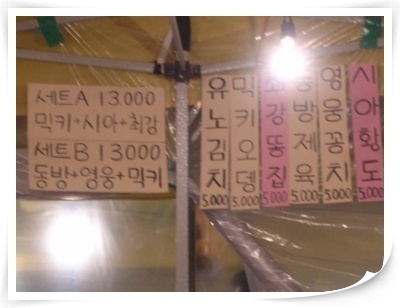 세트A 13.000
믹키+시아+최강
세트B 13000
동방+영웅+믹키
유노김치 5.000
믹키오뎅 5.000
최강똥집 5.000
동방제육 5.000
영웅꽁치 5.000
시아황도 5.000